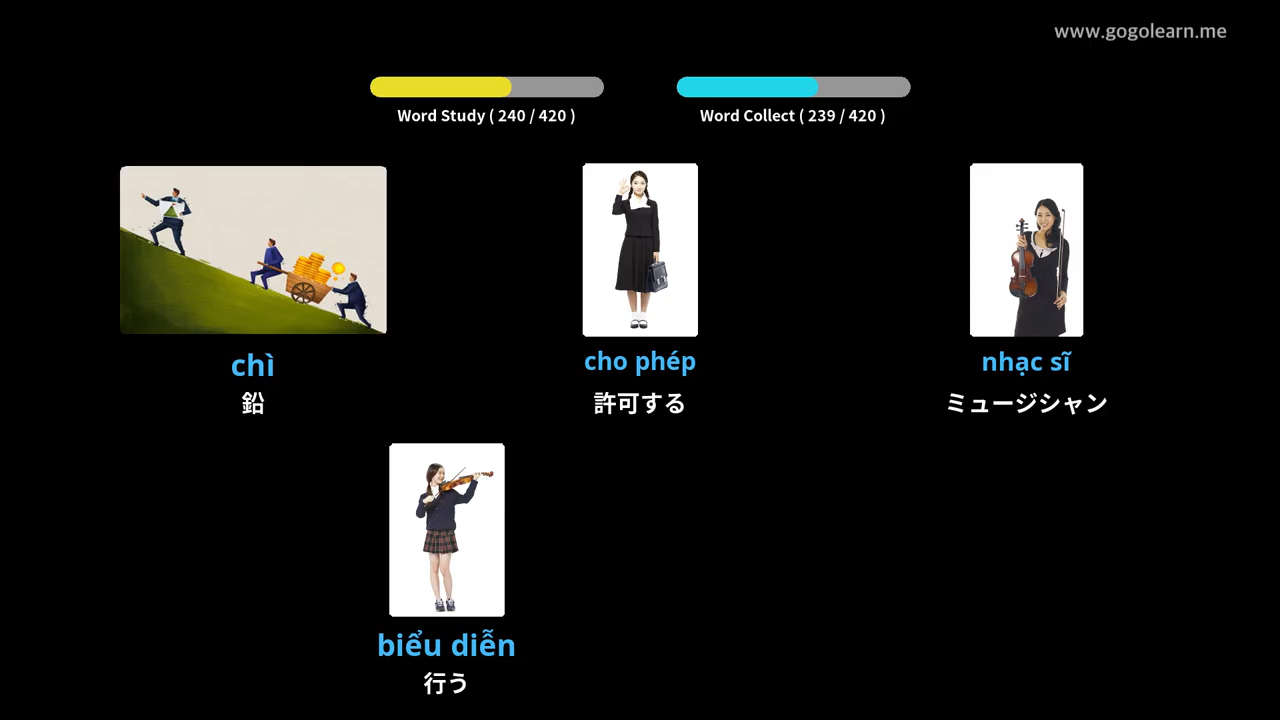 www.gogolearn.me
Word Study ( 240 / 420 )
Word Collect ( 239 / 420 )
chì
鉛
cho phép
許可する
nhạc sĩ
ミュージシャン
biểu diễn
行う